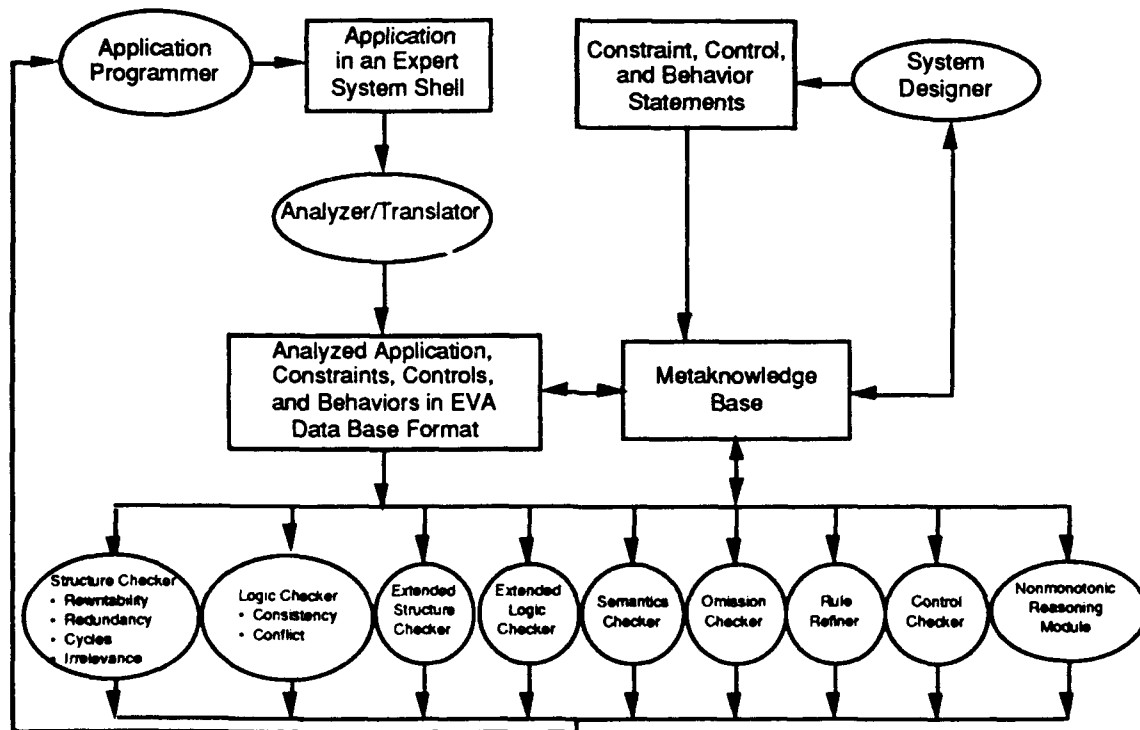 Application
Programmer
Application
in an Expert
System Shell
Constraint, Control,
and Behavior
Statements
System
Designer
Analyzer/Translator
Analyzed Application,
Constraints, Controls,
and Behaviors in EVA
Data Base Format
Metaknowledge
Base
Structure Checker
• Rewritability
• Redundancy
• Cycles
• Irrelevance
Logic Checker
• Consistency
• Conflict
Extended
Structure
Checker
Extended
Logic
Checker
Semantics
Checker
Omission
Checker
Rule
Refiner
Control
Checker
Nonmonotonic
Reasoning
Module